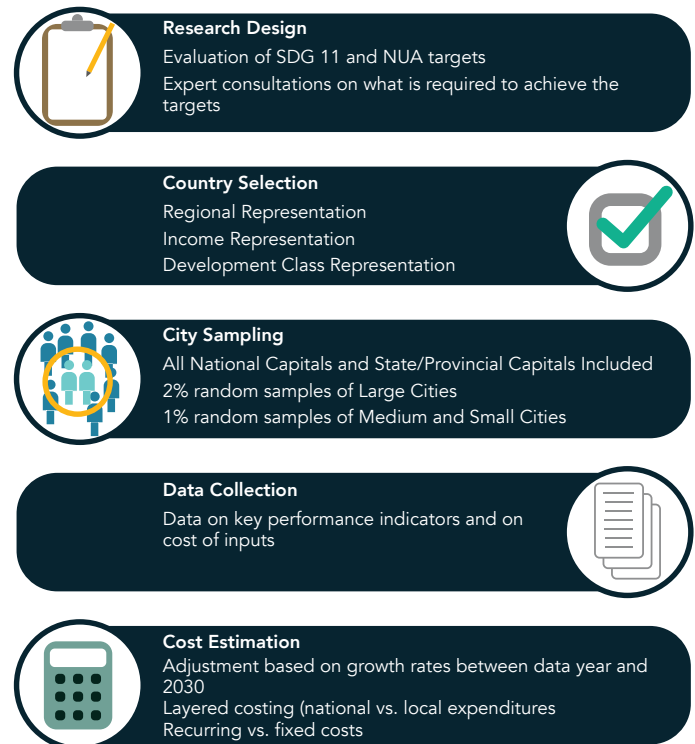 Research Design
Evaluation of SDG 11 and NUA targets
Expert consultations on what is required to achieve the
targets
Country Selection
Regional Representation
Income Representation
Development Class Representation
City Sampling
All National Capitals and State/Provincial Capitals Included
2% random samples of Large Cities
1% random samples of Medium and Small Cities
Data Collection
Data on key performance indicators and on
cost of inputs
Cost Estimation
Adjustment based on growth rates between data year and
2030
Layered costing (national vs. local expenditures
Recurring vs. fixed costs